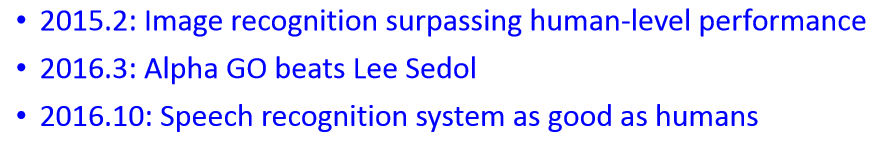 • 2015.2: Image recognition surpassing human-level performance
• 2016.3: Alpha GO beats Lee Sedol
• 2016.10: Speech recognition system as good as humans